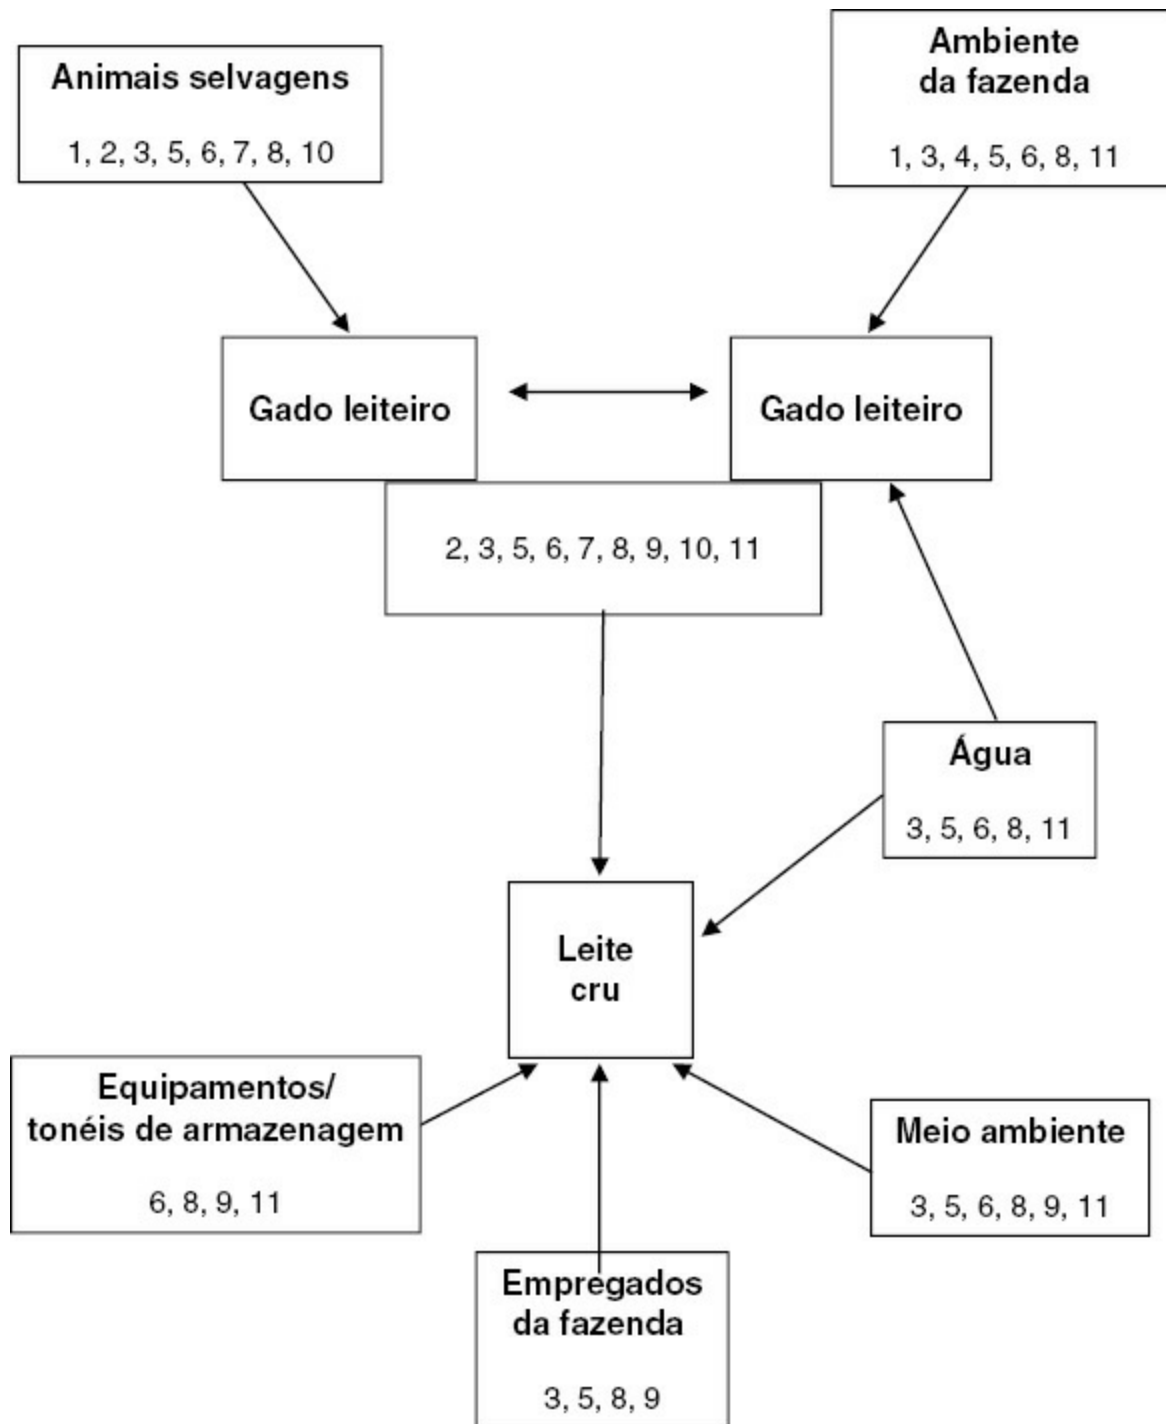 Animais selvagens
1, 2, 3, 5, 6, 7, 8, 10
Ambiente
da fazenda
1, 3, 4, 5, 6, 8, 11
Gado leiteiro
Gado leiteiro
2, 3, 5, 6, 7, 8, 9, 10, 11
Água
3, 5, 6, 8, 11
Leite
cru
Equipamentos/
tonéis de armazenagem
6, 8, 9, 11
Meio ambiente
3, 5, 6, 8, 9, 11
Empregados
da fazenda
3, 5, 8, 9